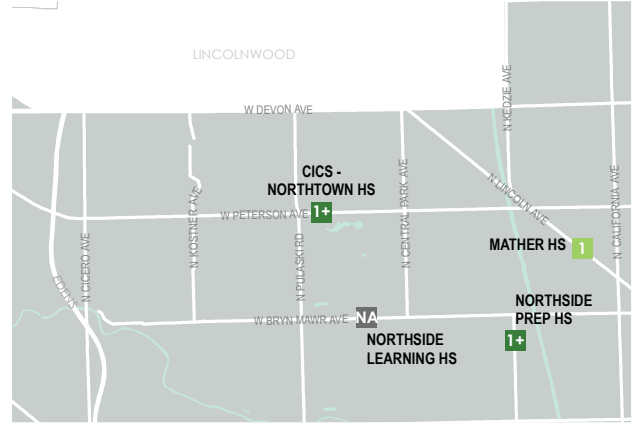 LINCOLNWOOD
W DEVON AVE
N KEDZIE AVE
CICS -
NORTHTOWN HS
1+
W PETERSON AVE
N LINCOLN AVE
N CICERO AVE
N KOSTNER AVE
N PULASKI RD
N CENTRAL PARK AVE
N CALIFORNIA AVE
MATHER HS
1
EDENS
W BRYN MAWR AVE
NA
NORTHSIDE
LEARNING HS
NORTHSIDE
PREP HS
1+